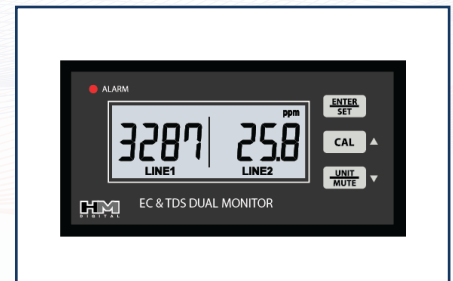 ALARM
ppm
3287 25.8
LINE1 LINE2
ENTER
SET
CAL ▲
UNIT
MUTE ▼
HM
DIGITAL
EC & TDS DUAL MONITOR